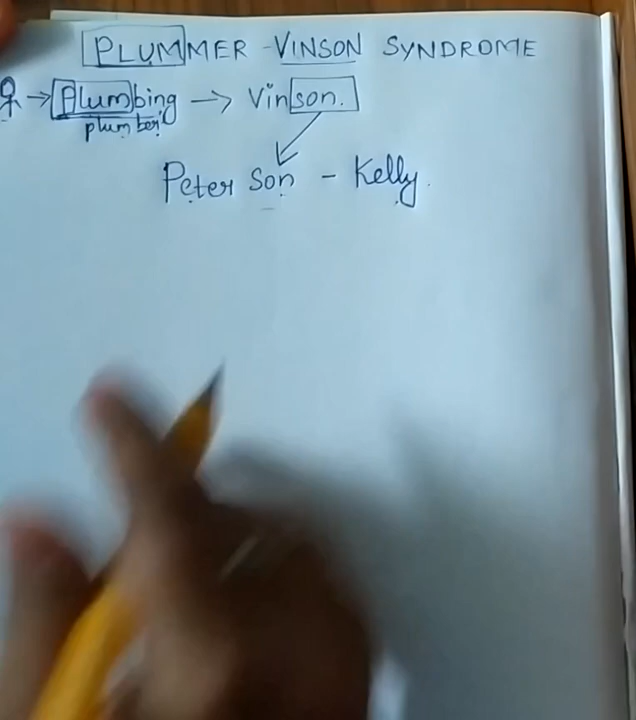 PLUMMER-VINSON SYNDROME
→ Plumbing → Vinson.
plumber
Peter Son - Kelly.